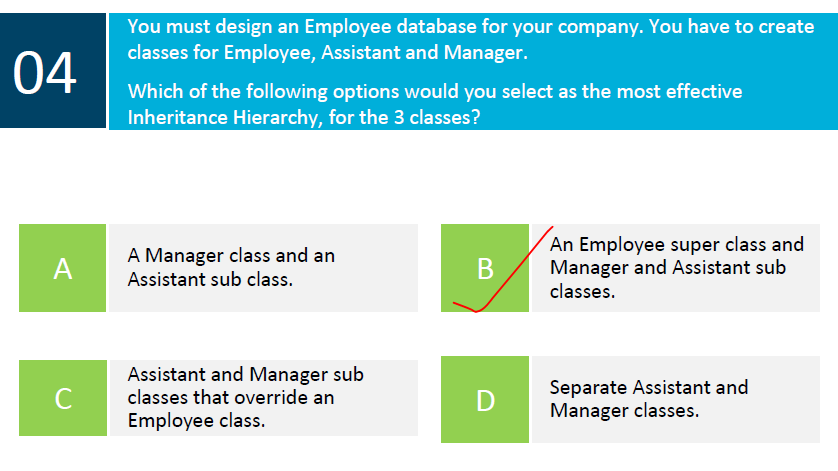 04
You must design an Employee database for your company. You have to create
classes for Employee, Assistant and Manager.
Which of the following options would you select as the most effective
Inheritance Hierarchy, for the 3 classes?
A
A Manager class and an
Assistant sub class.
B
An Employee super class and
Manager and Assistant sub
classes.
C
Assistant and Manager sub
classes that override an
Employee class.
D
Separate Assistant and
Manager classes.